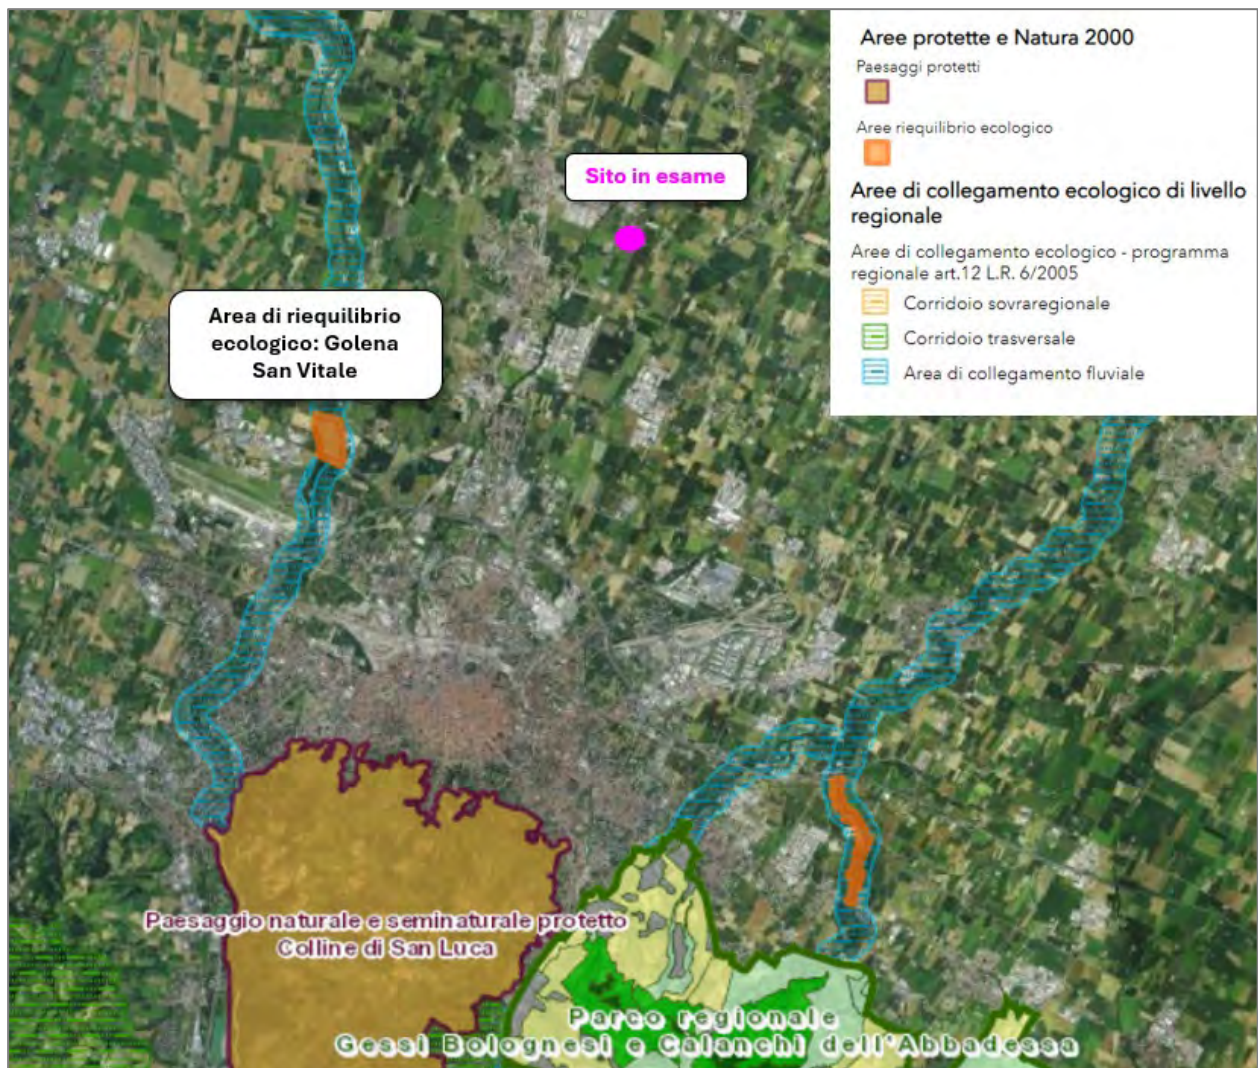 Aree protette e Natura 2000
Paesaggi protetti
Aree riequilibrio ecologico
Aree di collegamento ecologico di livello
regionale
Aree di collegamento ecologico - programma
regionale art.12 L.R. 6/2005
Corridoio sovraregionale
Corridoio trasversale
Area di collegamento fluviale
Sito in esame
Area di riequilibrio
ecologico: Golena
San Vitale
Paesaggio naturale e seminaturale protetto
Colline di San Luca
Parco regionale
Gessi Bolognesi e Calanchi dell'Abbadessa